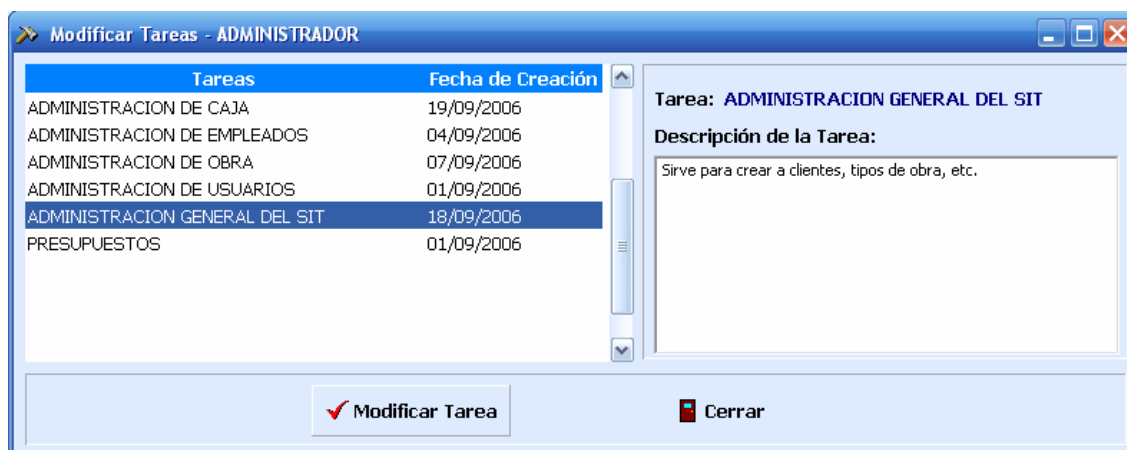 Modificar Tareas - ADMINISTRADOR
Tareas Fecha de Creación
ADMINISTRACION DE CAJA 19/09/2006
ADMINISTRACION DE EMPLEADOS 04/09/2006
ADMINISTRACION DE OBRA 07/09/2006
ADMINISTRACION DE USUARIOS 01/09/2006
ADMINISTRACION GENERAL DEL SIT 18/09/2006
PRESUPUESTOS 01/09/2006
Tarea: ADMINISTRACION GENERAL DEL SIT
Descripción de la Tarea:
Sirve para crear a clientes, tipos de obra, etc.
Modificar Tarea Cerrar